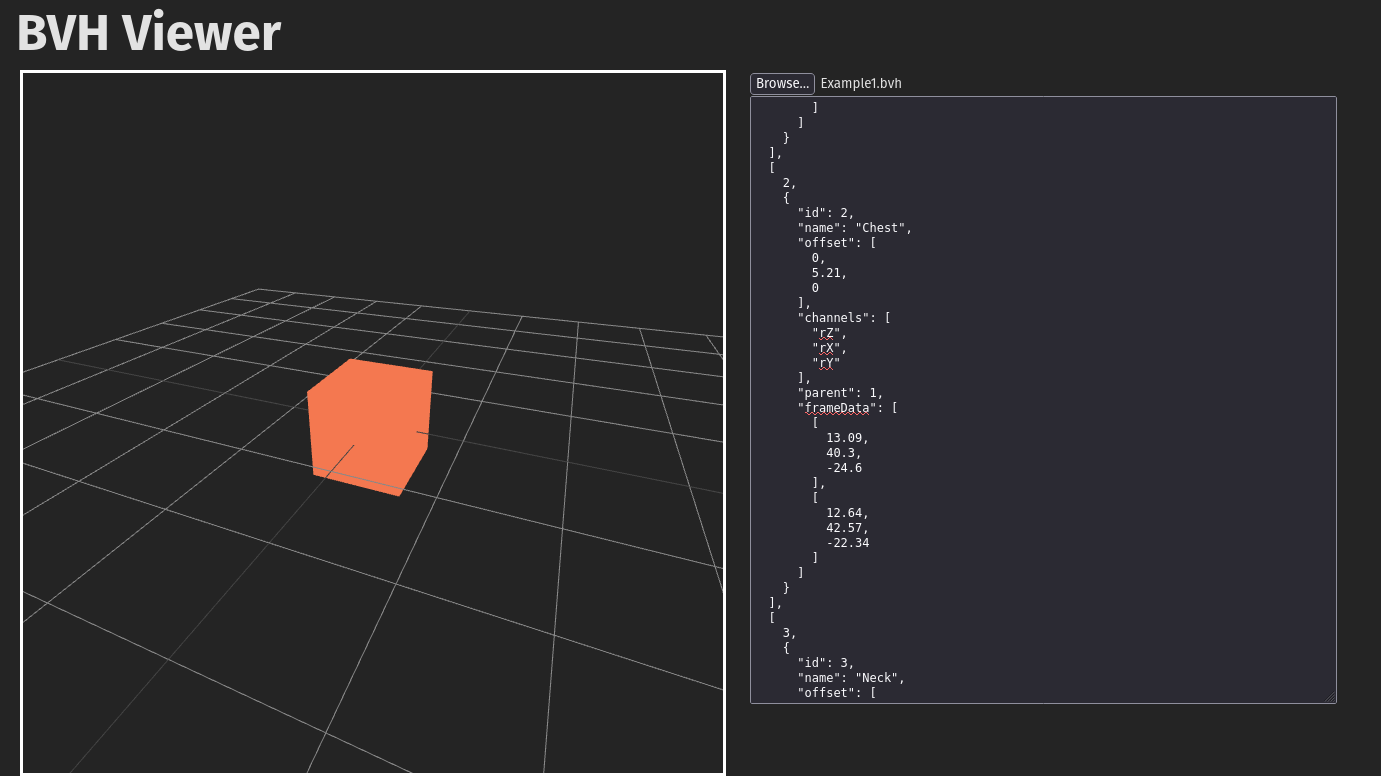 BVH Viewer
Browse... Example1.bvh
]
]
}
],
[
2,
{
"id": 2,
"name": "Chest",
"offset": [
0,
5.21,
0
],
"channels": [
"rZ",
"rX",
"rY"
],
"parent": 1,
"frameData": [
[
13.09,
40.3,
-24.6
],
[
12.64,
42.57,
-22.34
]
]
}
],
[
3,
{
"id": 3,
"name": "Neck",
"offset": [